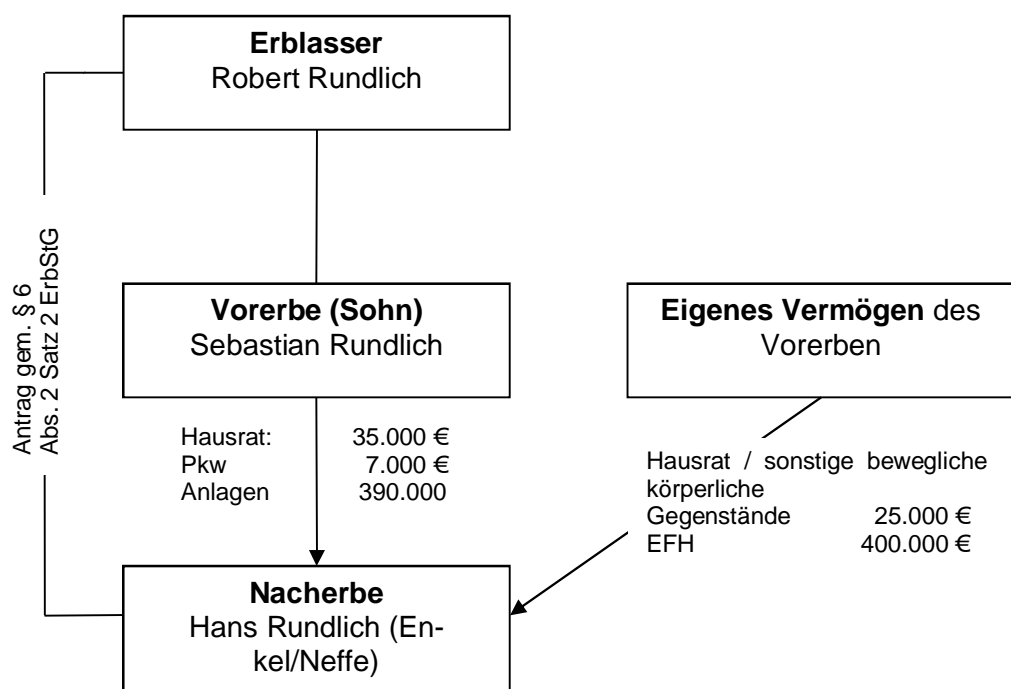 Erblasser
Robert Rundlich
Antrag gem. § 6
Abs. 2 Satz 2 ErbStG
Vorerbe (Sohn)
Sebastian Rundlich
Eigenes Vermögen des
Vorerben
Hausrat: 35.000 €
Pkw 7.000 €
Anlagen 390.000
Hausrat / sonstige bewegliche
körperliche
Gegenstände 25.000 €
EFH 400.000 €
Nacherbe
Hans Rundlich (En-
kel/Neffe)